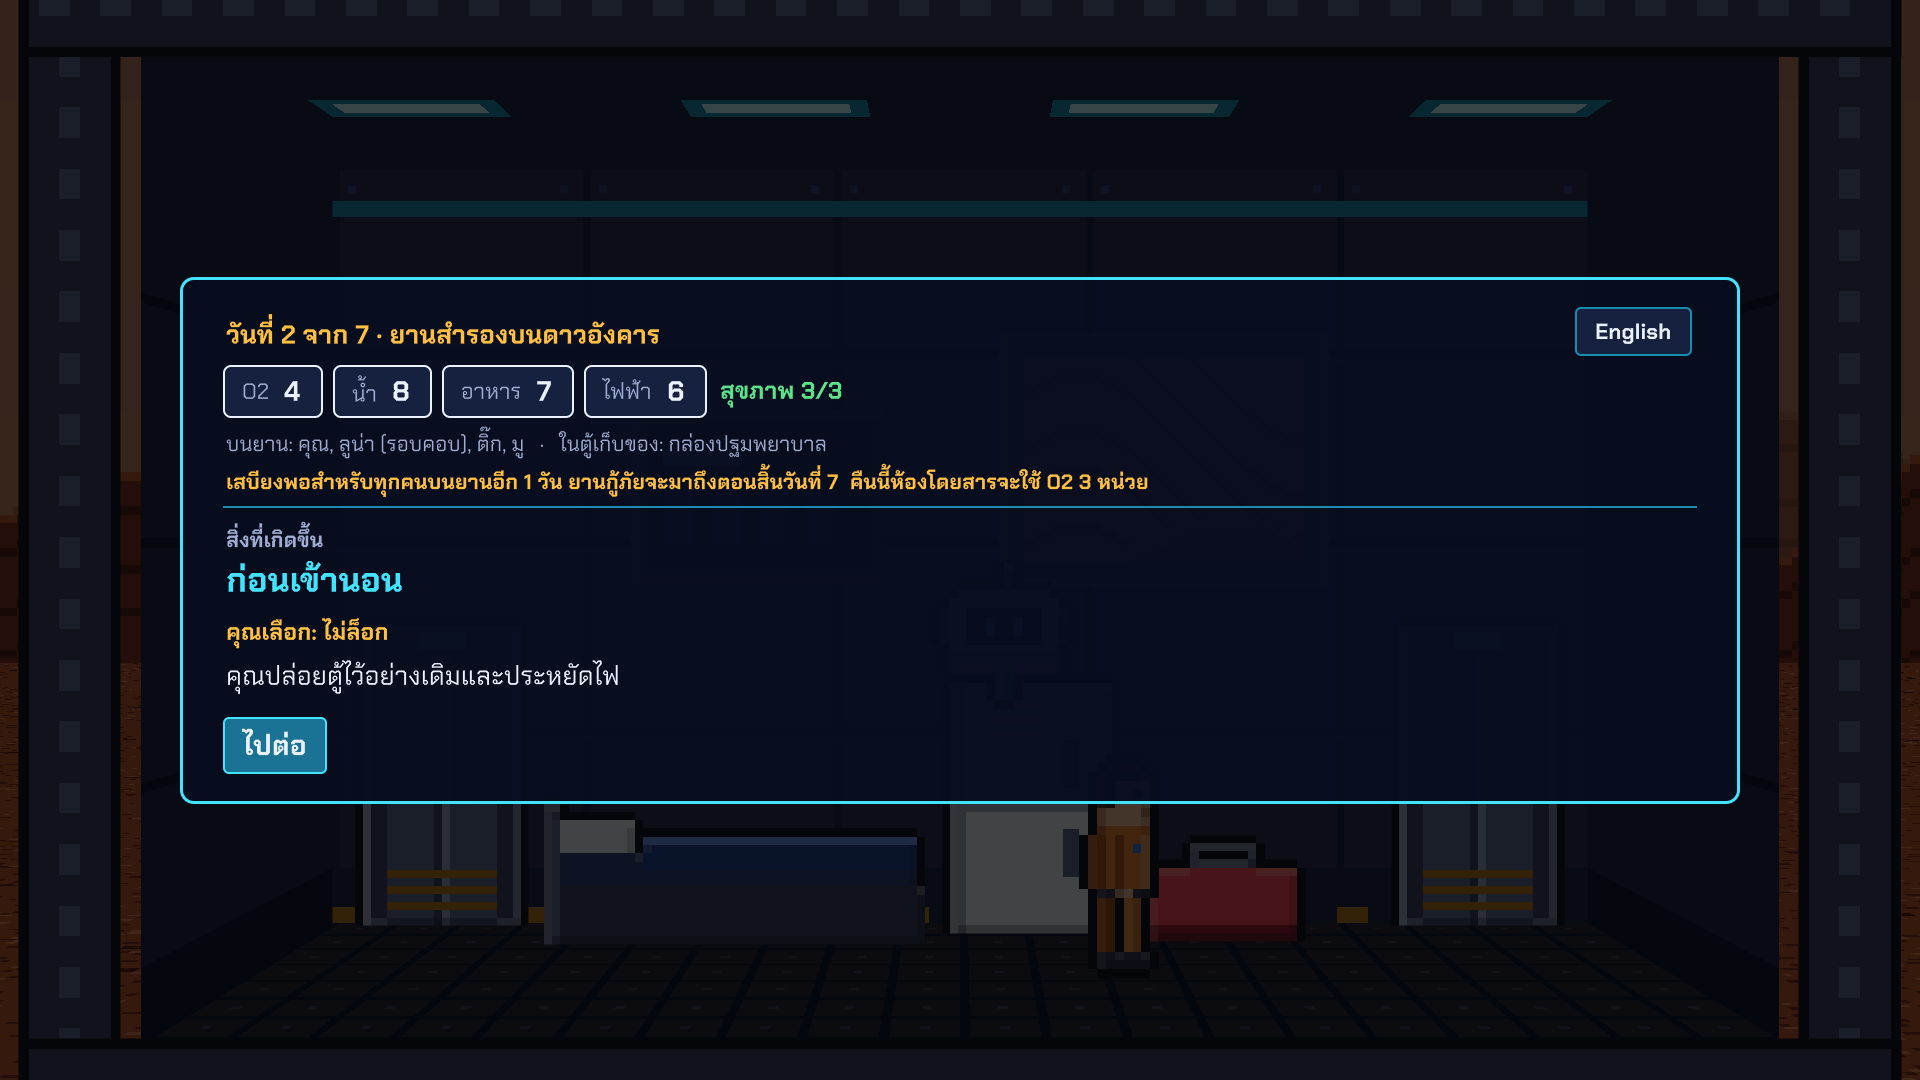 วันที่ 2 จาก 7 · ยานสำรองบนดาวอังคาร
English
O2 4 น้ำ 8 อาหาร 7 ไฟฟ้า 6 สุขภาพ 3/3
บนยาน: คุณ, ลูน่า (รอบคอบ), ติ๊ก, มู · ในตู้เก็บของ: กล่องปฐมพยาบาล
เสบียงพอสำหรับทุกคนบนยานอีก 1 วัน ยานกู้ภัยจะมาถึงตอนสิ้นวันที่ 7 คืนนี้ห้องโดยสารจะใช้ O2 3 หน่วย
สิ่งที่เกิดขึ้น
ก่อนเข้านอน
คุณเลือก: ไม่ล็อก
คุณปล่อยตู้ไว้อย่างเดิมและประหยัดไฟ
ไปต่อ